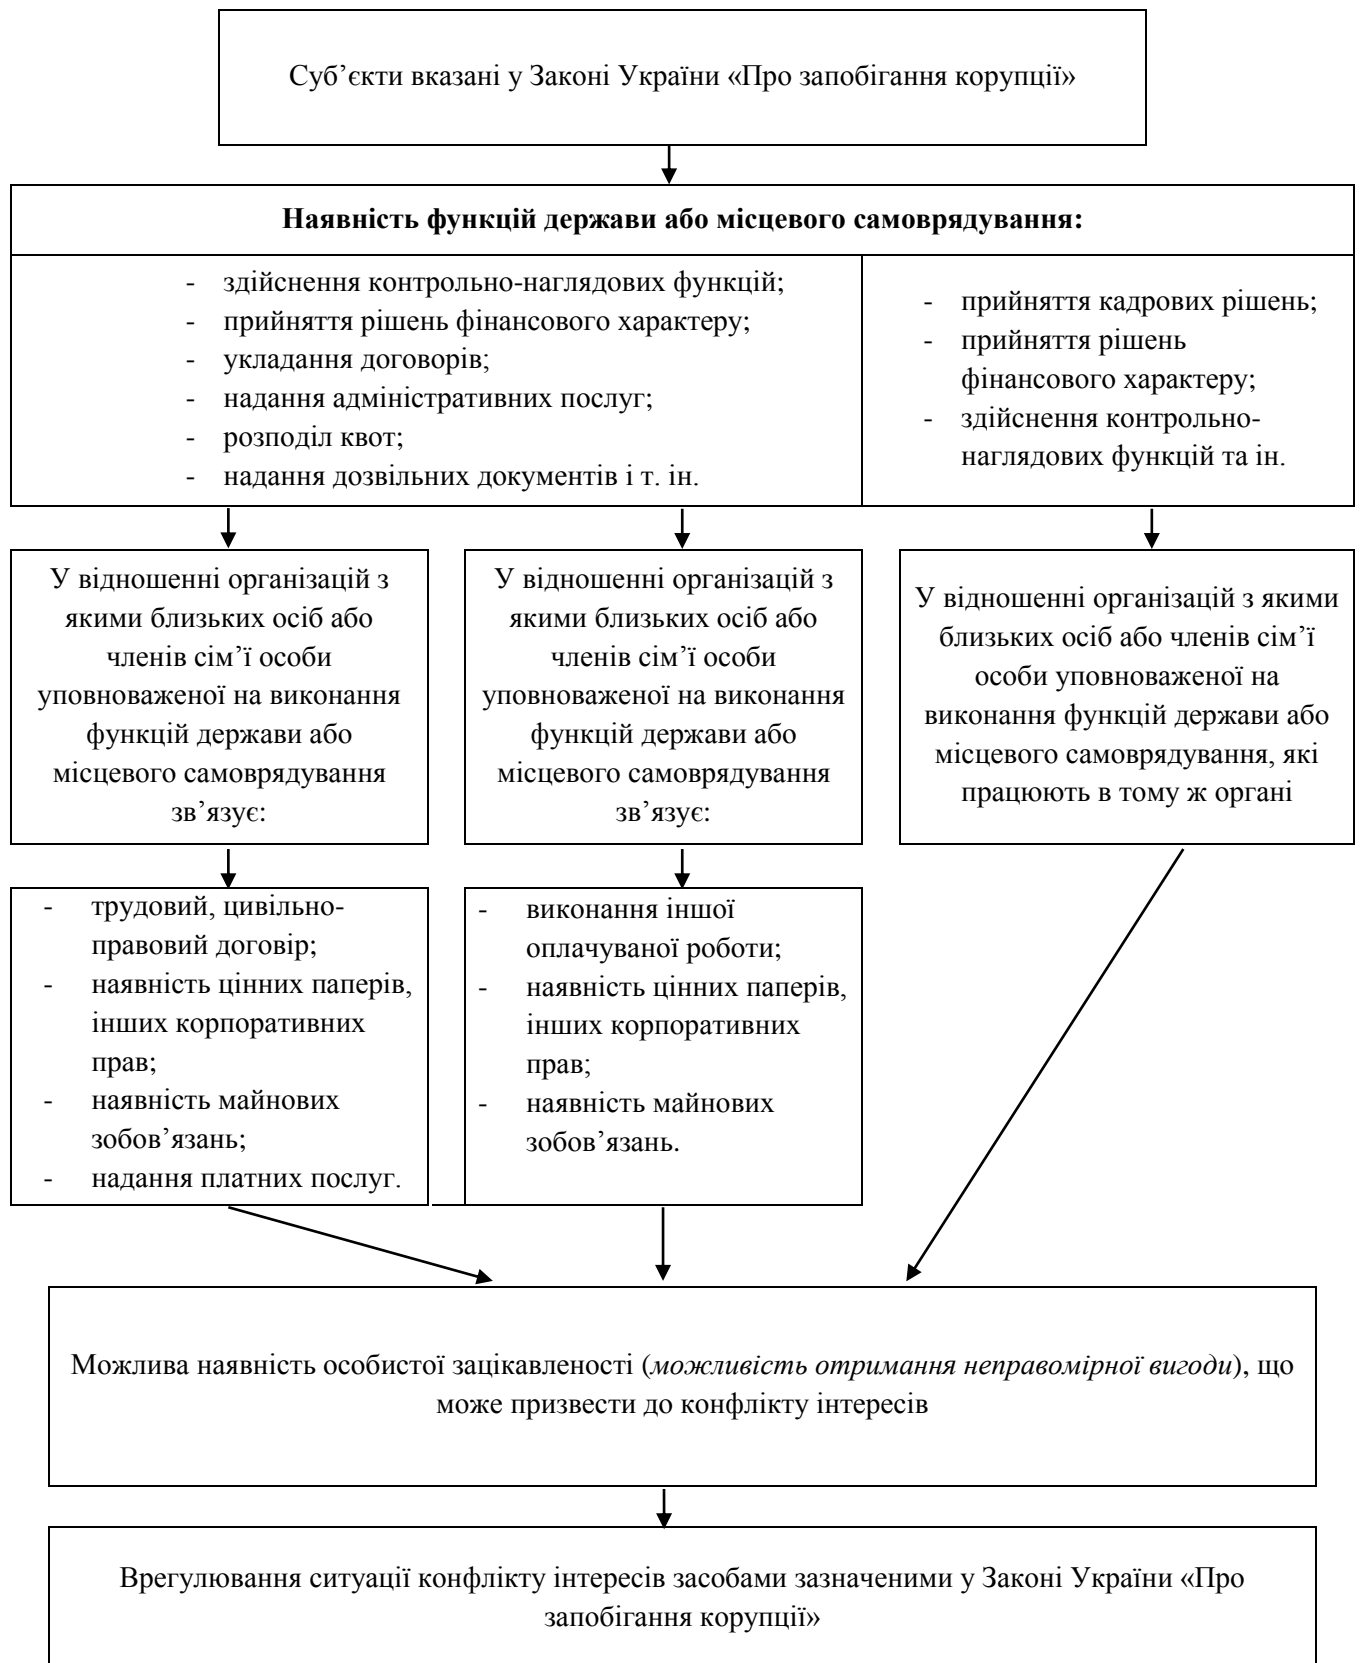 Суб’єкти вказані у Законі України «Про запобігання корупції»
Наявність функцій держави або місцевого самоврядування:
- здійснення контрольно-наглядових функцій;
- прийняття рішень фінансового характеру;
- укладання договорів;
- надання адміністративних послуг;
- розподіл квот;
- надання дозвільних документів і т. ін.
- прийняття кадрових рішень;
- прийняття рішень
фінансового характеру;
- здійснення контрольно-
наглядових функцій та ін.
У відношенні організацій з
якими близьких осіб або
членів сім’ї особи
уповноваженої на виконання
функцій держави або
місцевого самоврядування
зв’язує:
У відношенні організацій з
якими близьких осіб або
членів сім’ї особи
уповноваженої на виконання
функцій держави або
місцевого самоврядування
зв’язує:
У відношенні організацій з якими
близьких осіб або членів сім’ї
особи уповноваженої на
виконання функцій держави або
місцевого самоврядування, які
працюють в тому ж органі
- трудовий, цивільно-
правовий договір;
- наявність цінних паперів,
інших корпоративних
прав;
- наявність майнових
зобов’язань;
- надання платних послуг.
- виконання іншої
оплачуваної роботи;
- наявність цінних паперів,
інших корпоративних
прав;
- наявність майнових
зобов’язань.
Можлива наявність особистої зацікавленості (можливість отримання неправомірної вигоди), що
може призвести до конфлікту інтересів
Врегулювання ситуації конфлікту інтересів засобами зазначеними у Законі України «Про
запобігання корупції»